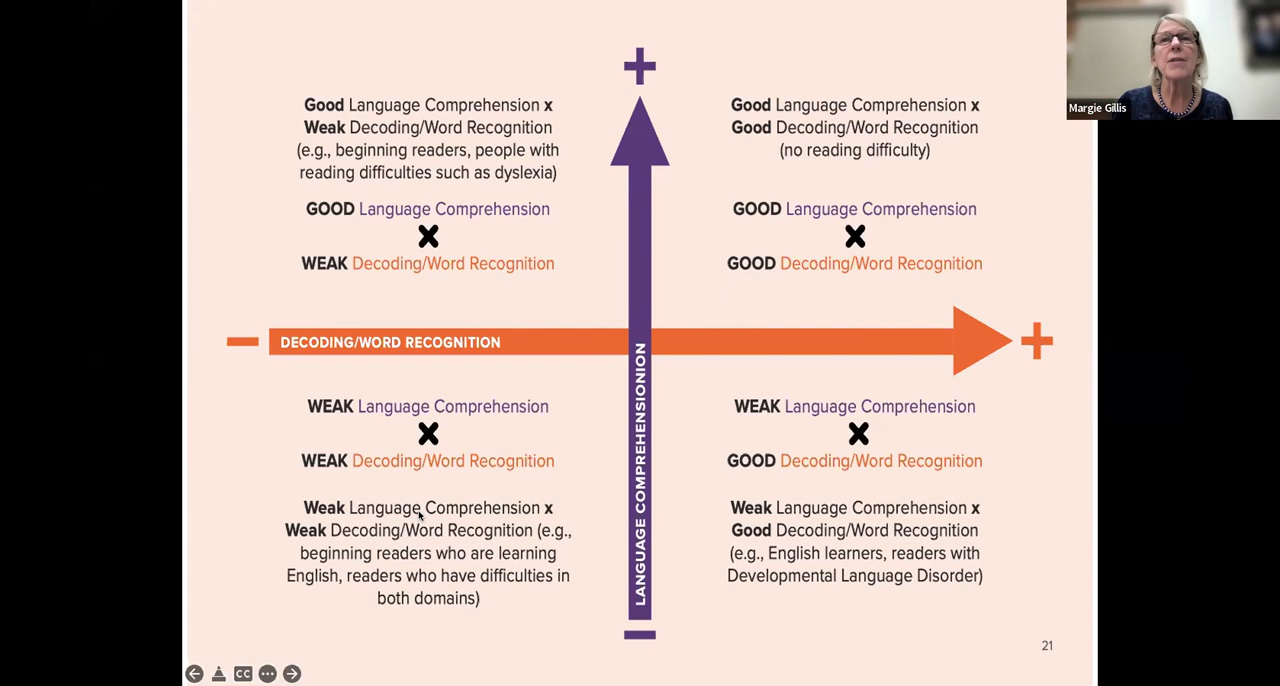 Margie Gillis
Good Language Comprehension x
Weak Decoding/Word Recognition
(e.g., beginning readers, people with
reading difficulties such as dyslexia)
GOOD Language Comprehension
WEAK Decoding/Word Recognition
Good Language Comprehension x
Good Decoding/Word Recognition
(no reading difficulty)
GOOD Language Comprehension
GOOD Decoding/Word Recognition
DECODING/WORD RECOGNITION
LANGUAGE COMPREHENSIONION
WEAK Language Comprehension
WEAK Decoding/Word Recognition
Weak Language Comprehension x
Weak Decoding/Word Recognition (e.g.,
beginning readers who are learning
English, readers who have difficulties in
both domains)
WEAK Language Comprehension
GOOD Decoding/Word Recognition
Weak Language Comprehension x
Good Decoding/Word Recognition
(e.g., English learners, readers with
Developmental Language Disorder)
21
CC